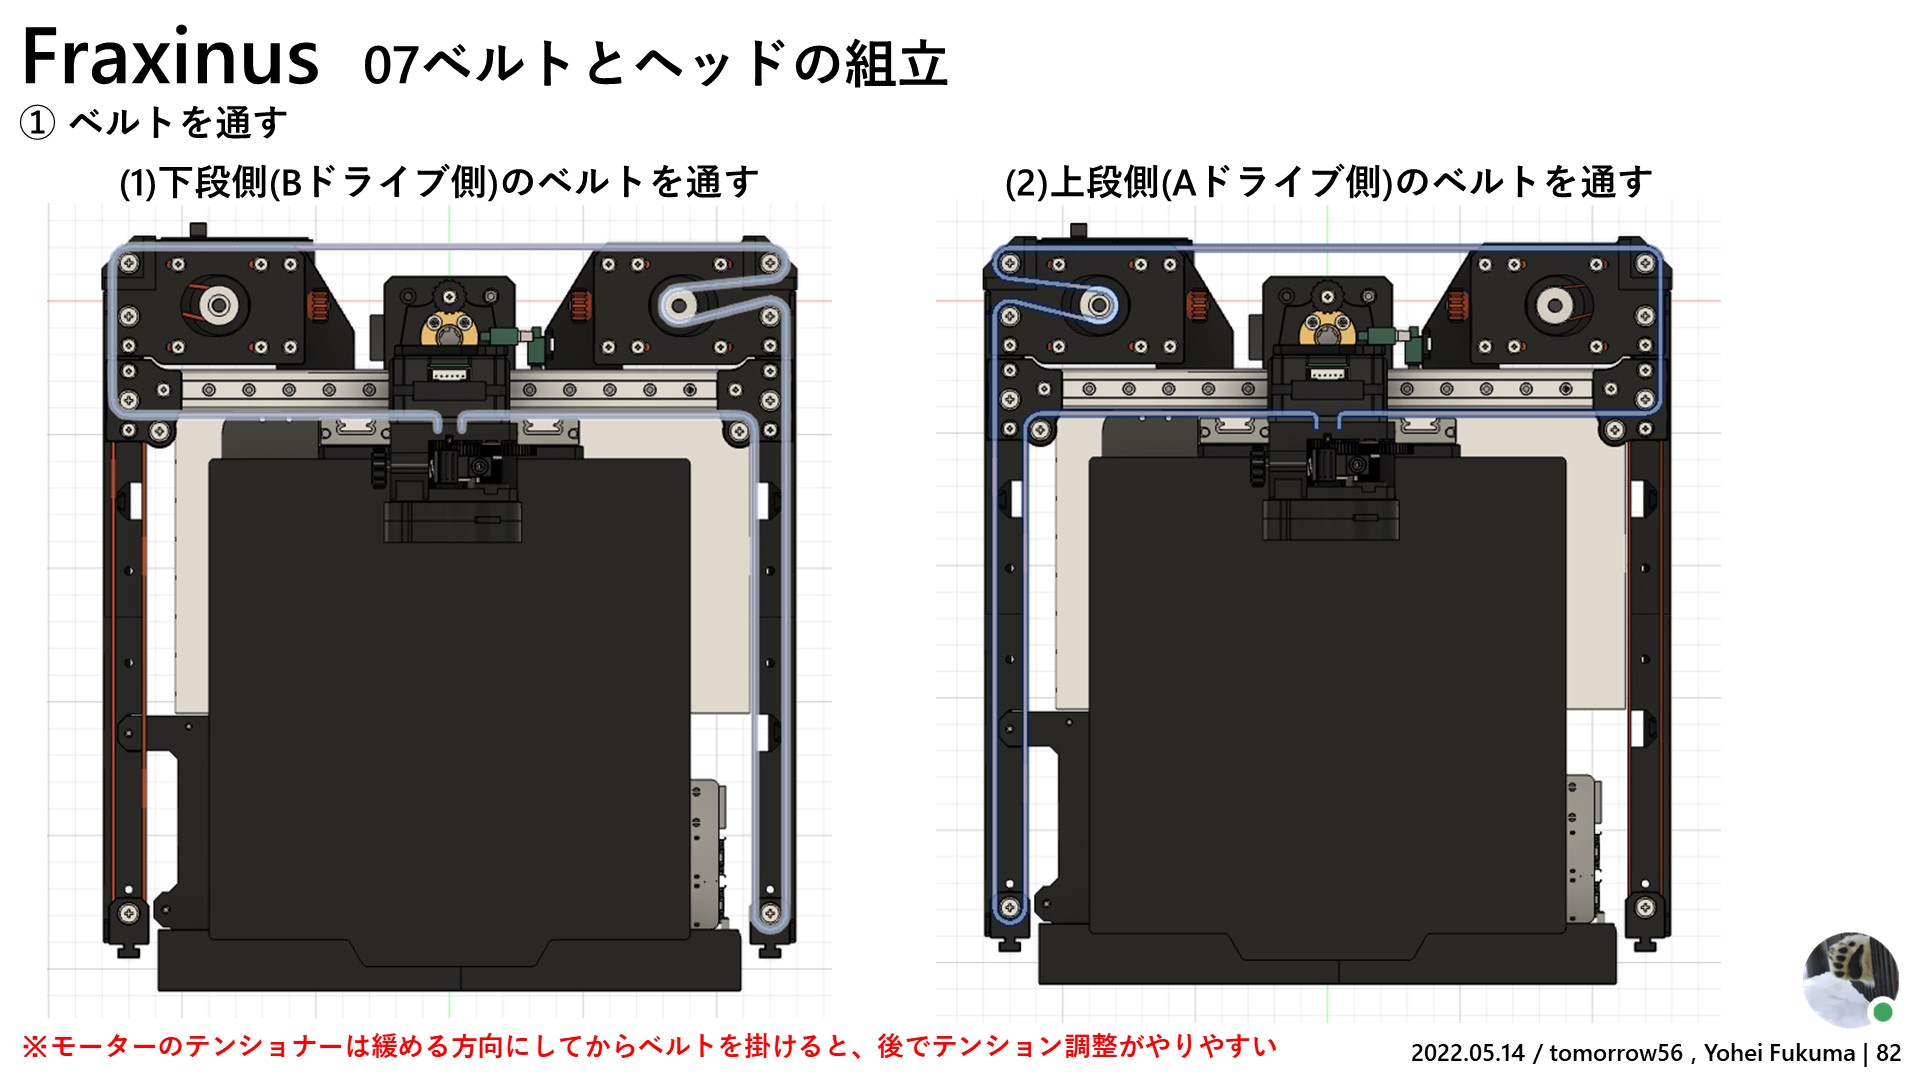 Fraxinus 07ベルトとヘッドの組立
① ベルトを通す
(1)下段側(Bドライブ側)のベルトを通す
(2)上段側(Aドライブ側)のベルトを通す
※モーターのテンショナーは緩める方向にしてからベルトを掛けると、後でテンション調整がやりやすい
2022.05.14 / tomorrow56 , Yohei Fukuma | 82